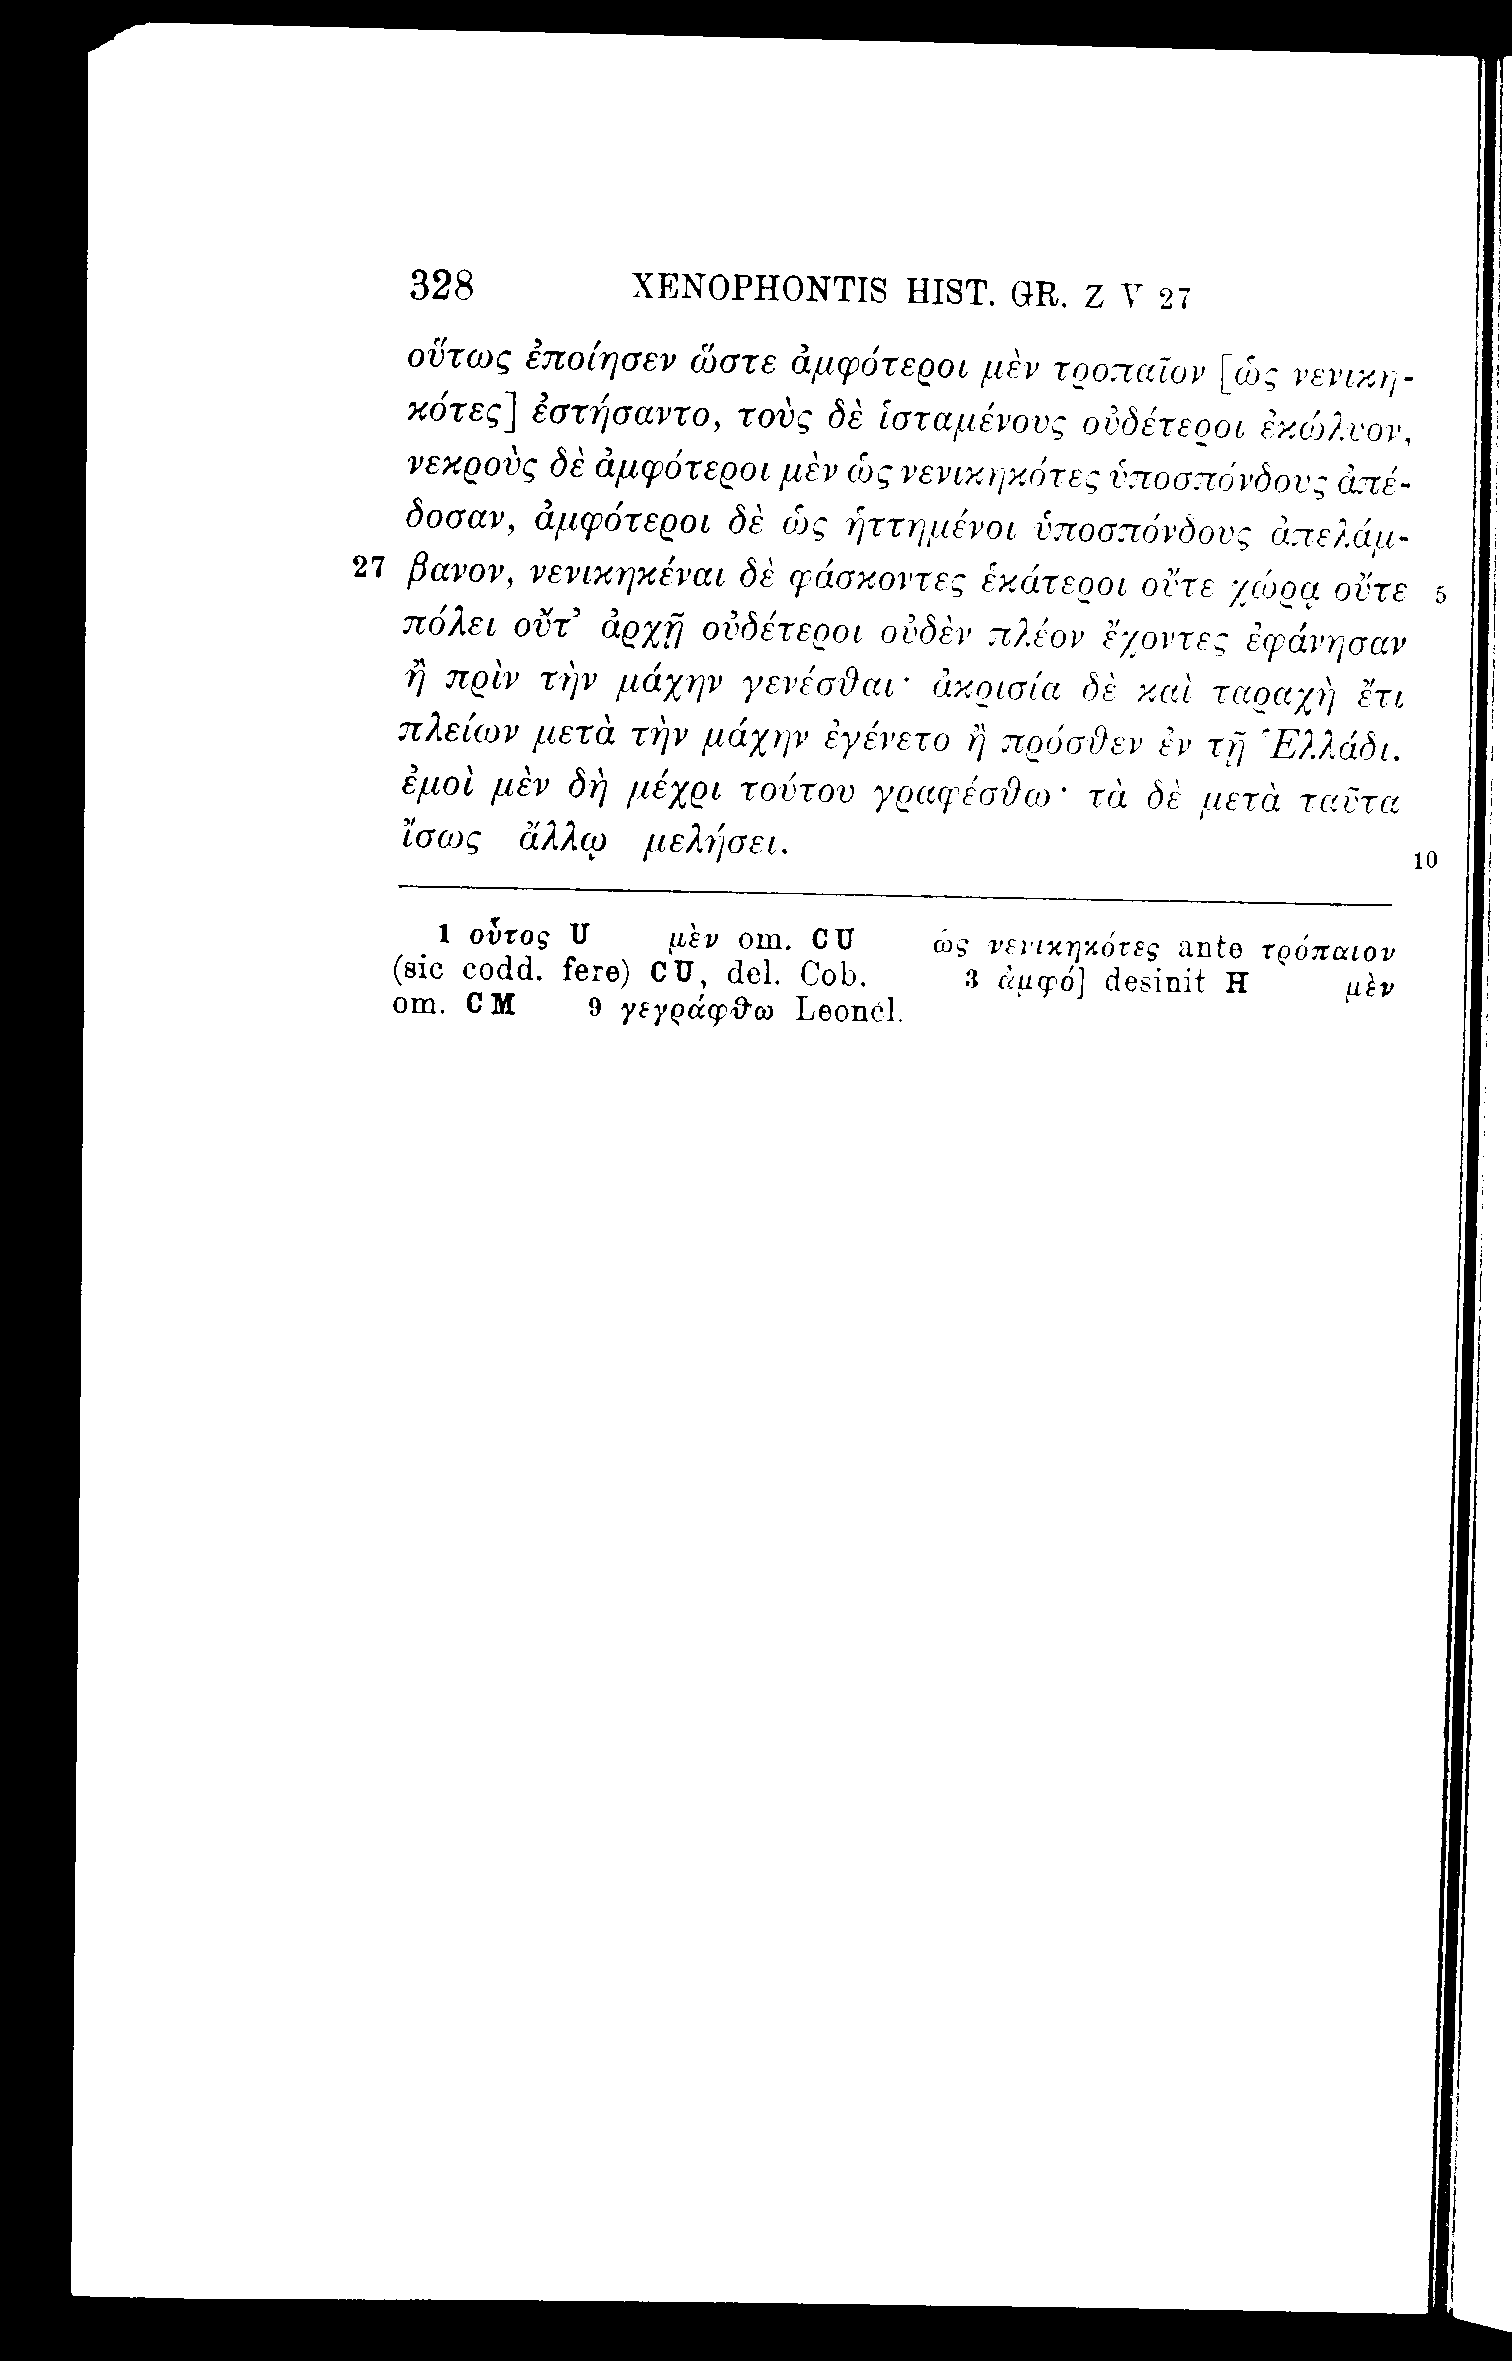 328 XENOPHONTIS HIST. GR. Z V 27
οὕτως ἐποίησεν ὥστε ἀμφότεροι μὲν τροπαῖον [ὡς νενικη-
κότες] ἐστήσαντο, τοὺς δὲ ἱσταμένους οὐδέτεροι ἐκώλυον,
νεκροὺς δὲ ἀμφότεροι μὲν ὡς νενικηκότες ὑποσπόνδους ἀπέ-
δοσαν, ἀμφότεροι δὲ ὡς ἡττημένοι ὑποσπόνδους ἀπελάμ-
27 βανον, νενικηκέναι δὲ φάσκοντες ἑκάτεροι οὔτε χώρᾳ οὔτε 5
πόλει οὔτ’ ἀρχῇ οὐδέτεροι οὐδὲν πλέον ἔχοντες ἐφάνησαν
ἢ πρὶν τὴν μάχην γενέσθαι· ἀκρισία δὲ καὶ ταραχὴ ἔτι
πλείων μετὰ τὴν μάχην ἐγένετο ἢ πρόσθεν ἐν τῇ Ἑλλάδι.
ἐμοὶ μὲν δὴ μέχρι τούτου γραφέσθω· τὰ δὲ μετὰ ταῦτα
ἴσως ἄλλῳ μελήσει. 10
1 οὗτος U μὲν om. CU ὡς νενικηκότες ante τρόπαιον
(sic codd. fere) CU, del. Cob. 3 ἀμφό] desinit H μὲν
om. CM 9 γεγράφθω Leoncl.